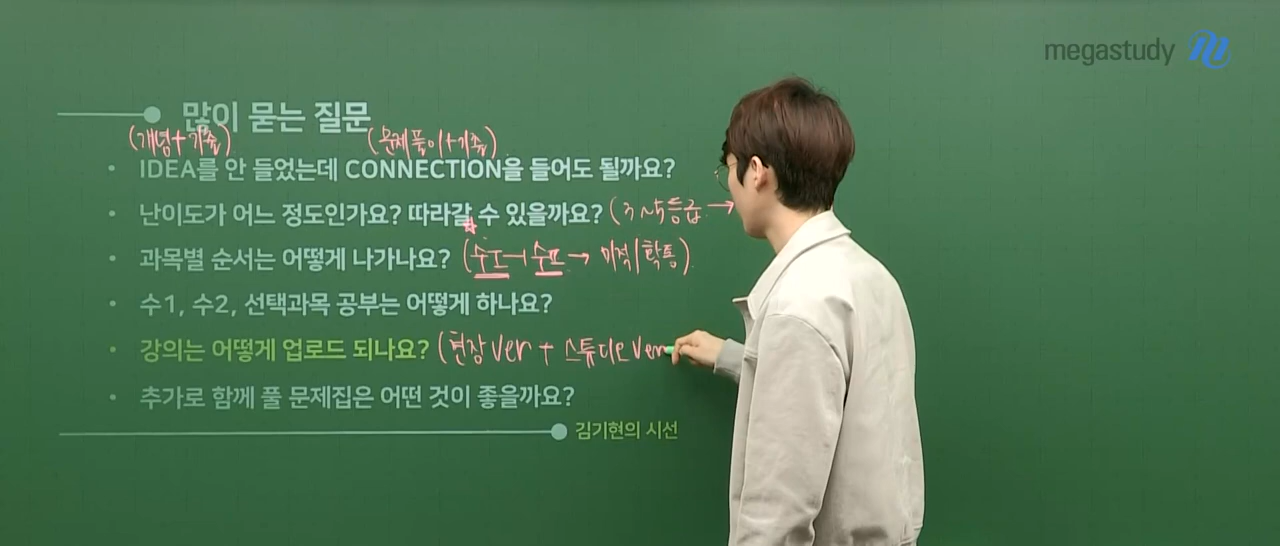 megastudy
많이 묻는 질문
(개념+기출) (문제풀이+기출)
• IDEA를 안 들었는데 CONNECTION을 들어도 될까요?
• 난이도가 어느 정도인가요? 따라갈 수 있을까요? (3, 4등급 →
• 과목별 순서는 어떻게 나가나요? (수Ⅰ→수Ⅱ→ 미적|확통)
• 수1, 수2, 선택과목 공부는 어떻게 하나요?
• 강의는 어떻게 업로드 되나요? (현장 ver + 스튜디오 ver
• 추가로 함께 풀 문제집은 어떤 것이 좋을까요?
김기현의 시선